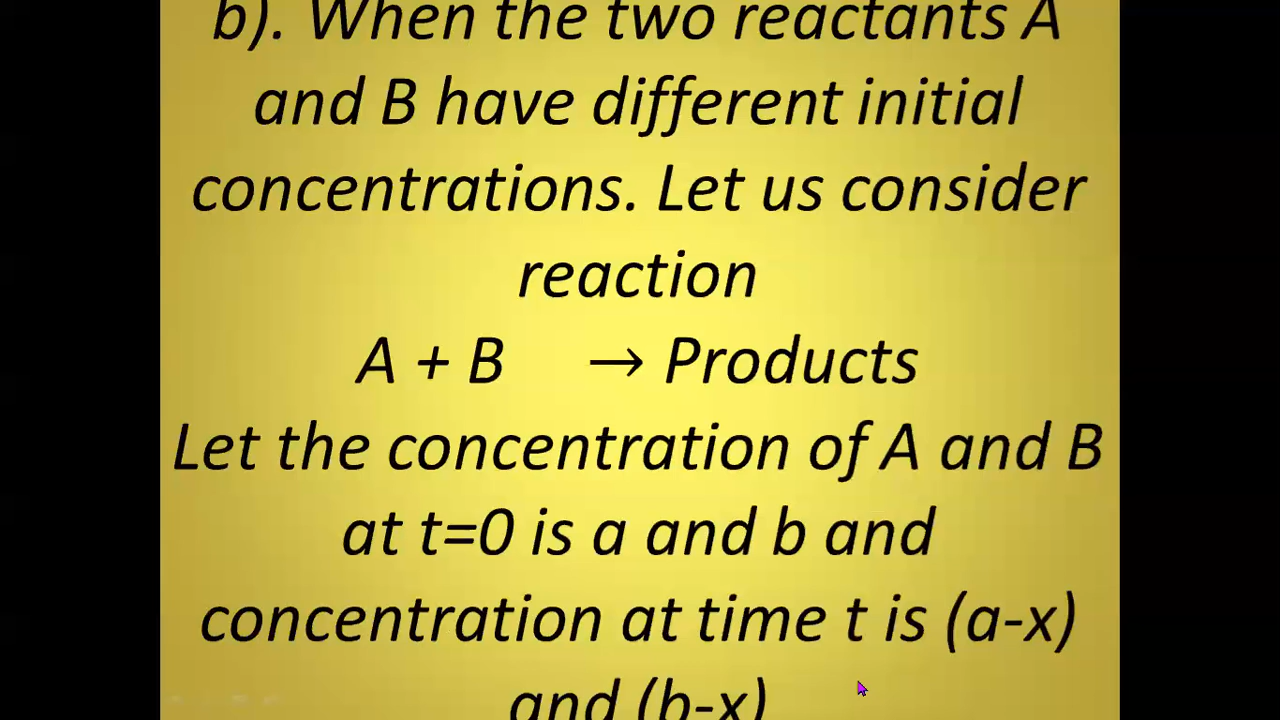 b). When the two reactants A
and B have different initial
concentrations. Let us consider
reaction
A + B → Products
Let the concentration of A and B
at t=0 is a and b and
concentration at time t is (a-x)
and (b-x)